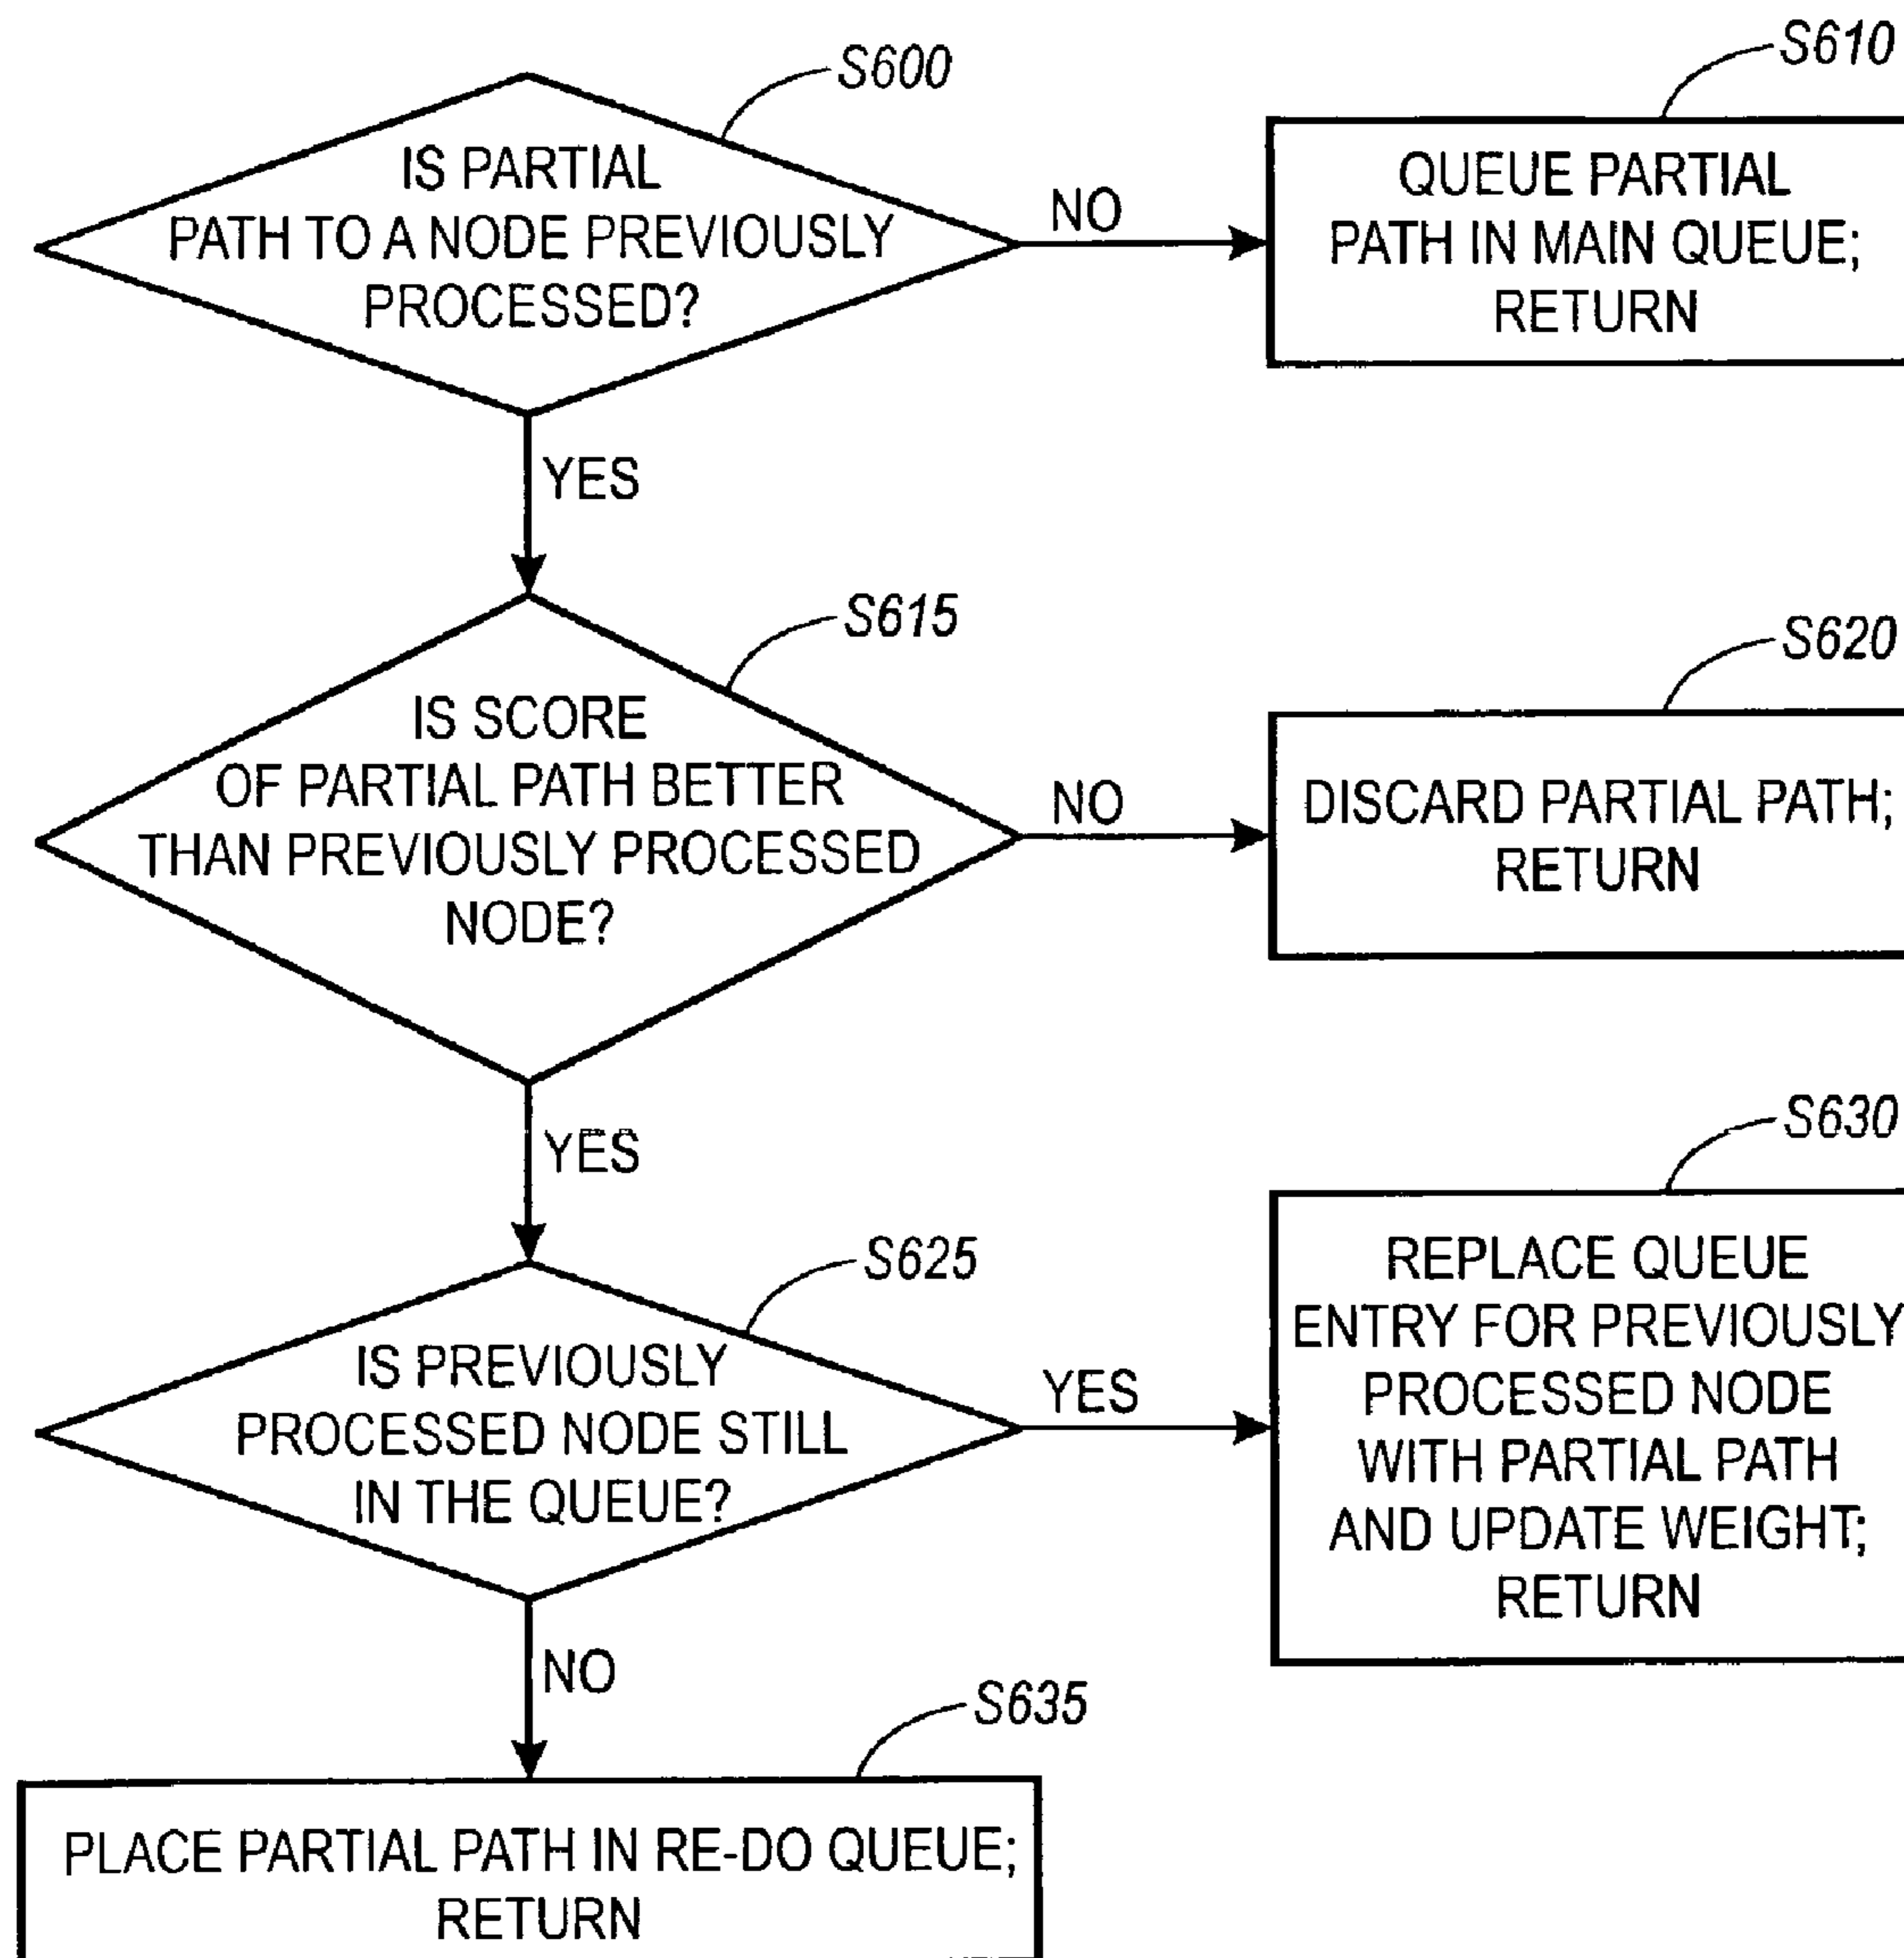 S600
IS PARTIAL
PATH TO A NODE PREVIOUSLY
PROCESSED?
NO
S610
QUEUE PARTIAL
PATH IN MAIN QUEUE;
RETURN
YES
S615
IS SCORE
OF PARTIAL PATH BETTER
THAN PREVIOUSLY PROCESSED
NODE?
NO
S620
DISCARD PARTIAL PATH;
RETURN
YES
S625
IS PREVIOUSLY
PROCESSED NODE STILL
IN THE QUEUE?
YES
S630
REPLACE QUEUE
ENTRY FOR PREVIOUSLY
PROCESSED NODE
WITH PARTIAL PATH
AND UPDATE WEIGHT;
RETURN
NO
S635
PLACE PARTIAL PATH IN RE-DO QUEUE;
RETURN